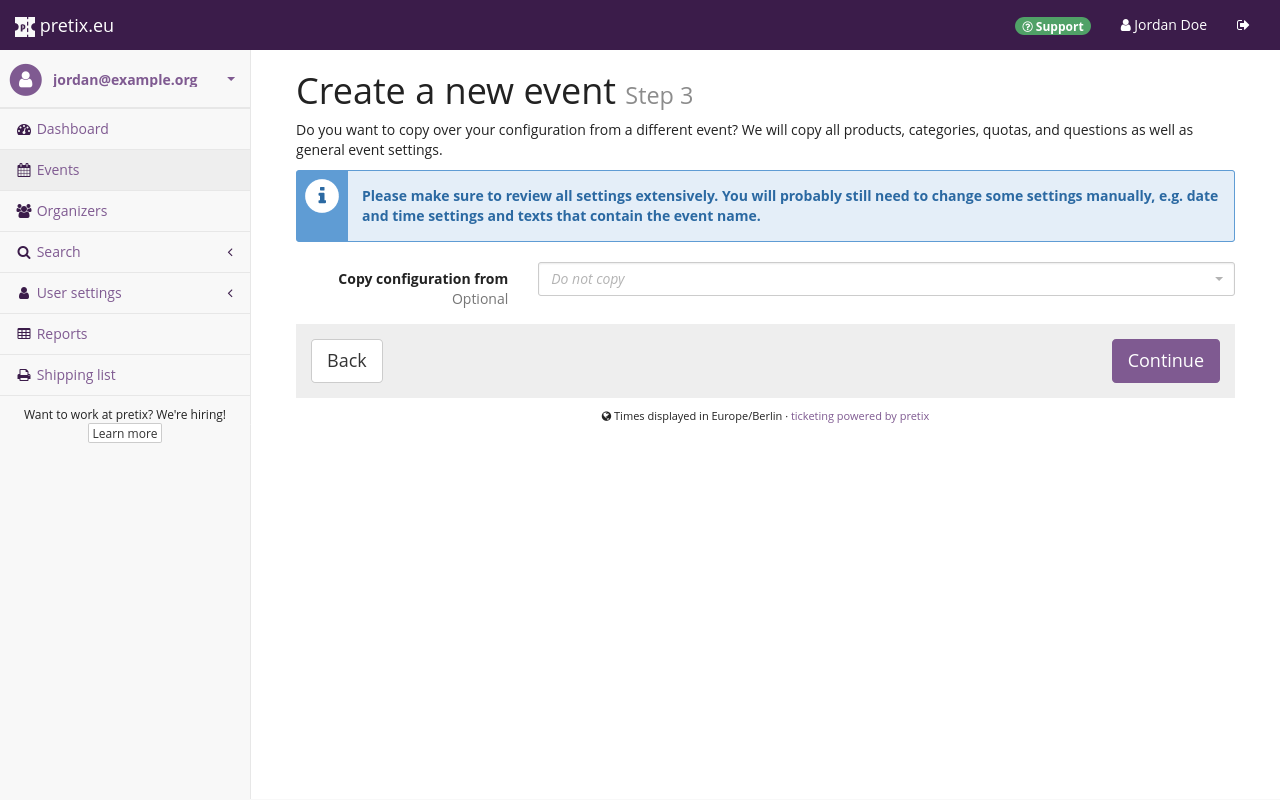 pretix.eu
Support
Jordan Doe
jordan@example.org
Dashboard
Events
Organizers
Search
User settings
Reports
Shipping list
Want to work at pretix? We're hiring!
Learn more
Create a new event Step 3
Do you want to copy over your configuration from a different event? We will copy all products, categories, quotas, and questions as well as
general event settings.
Please make sure to review all settings extensively. You will probably still need to change some settings manually, e.g. date
and time settings and texts that contain the event name.
Copy configuration from
Optional
Do not copy
Back
Continue
Times displayed in Europe/Berlin · ticketing powered by pretix